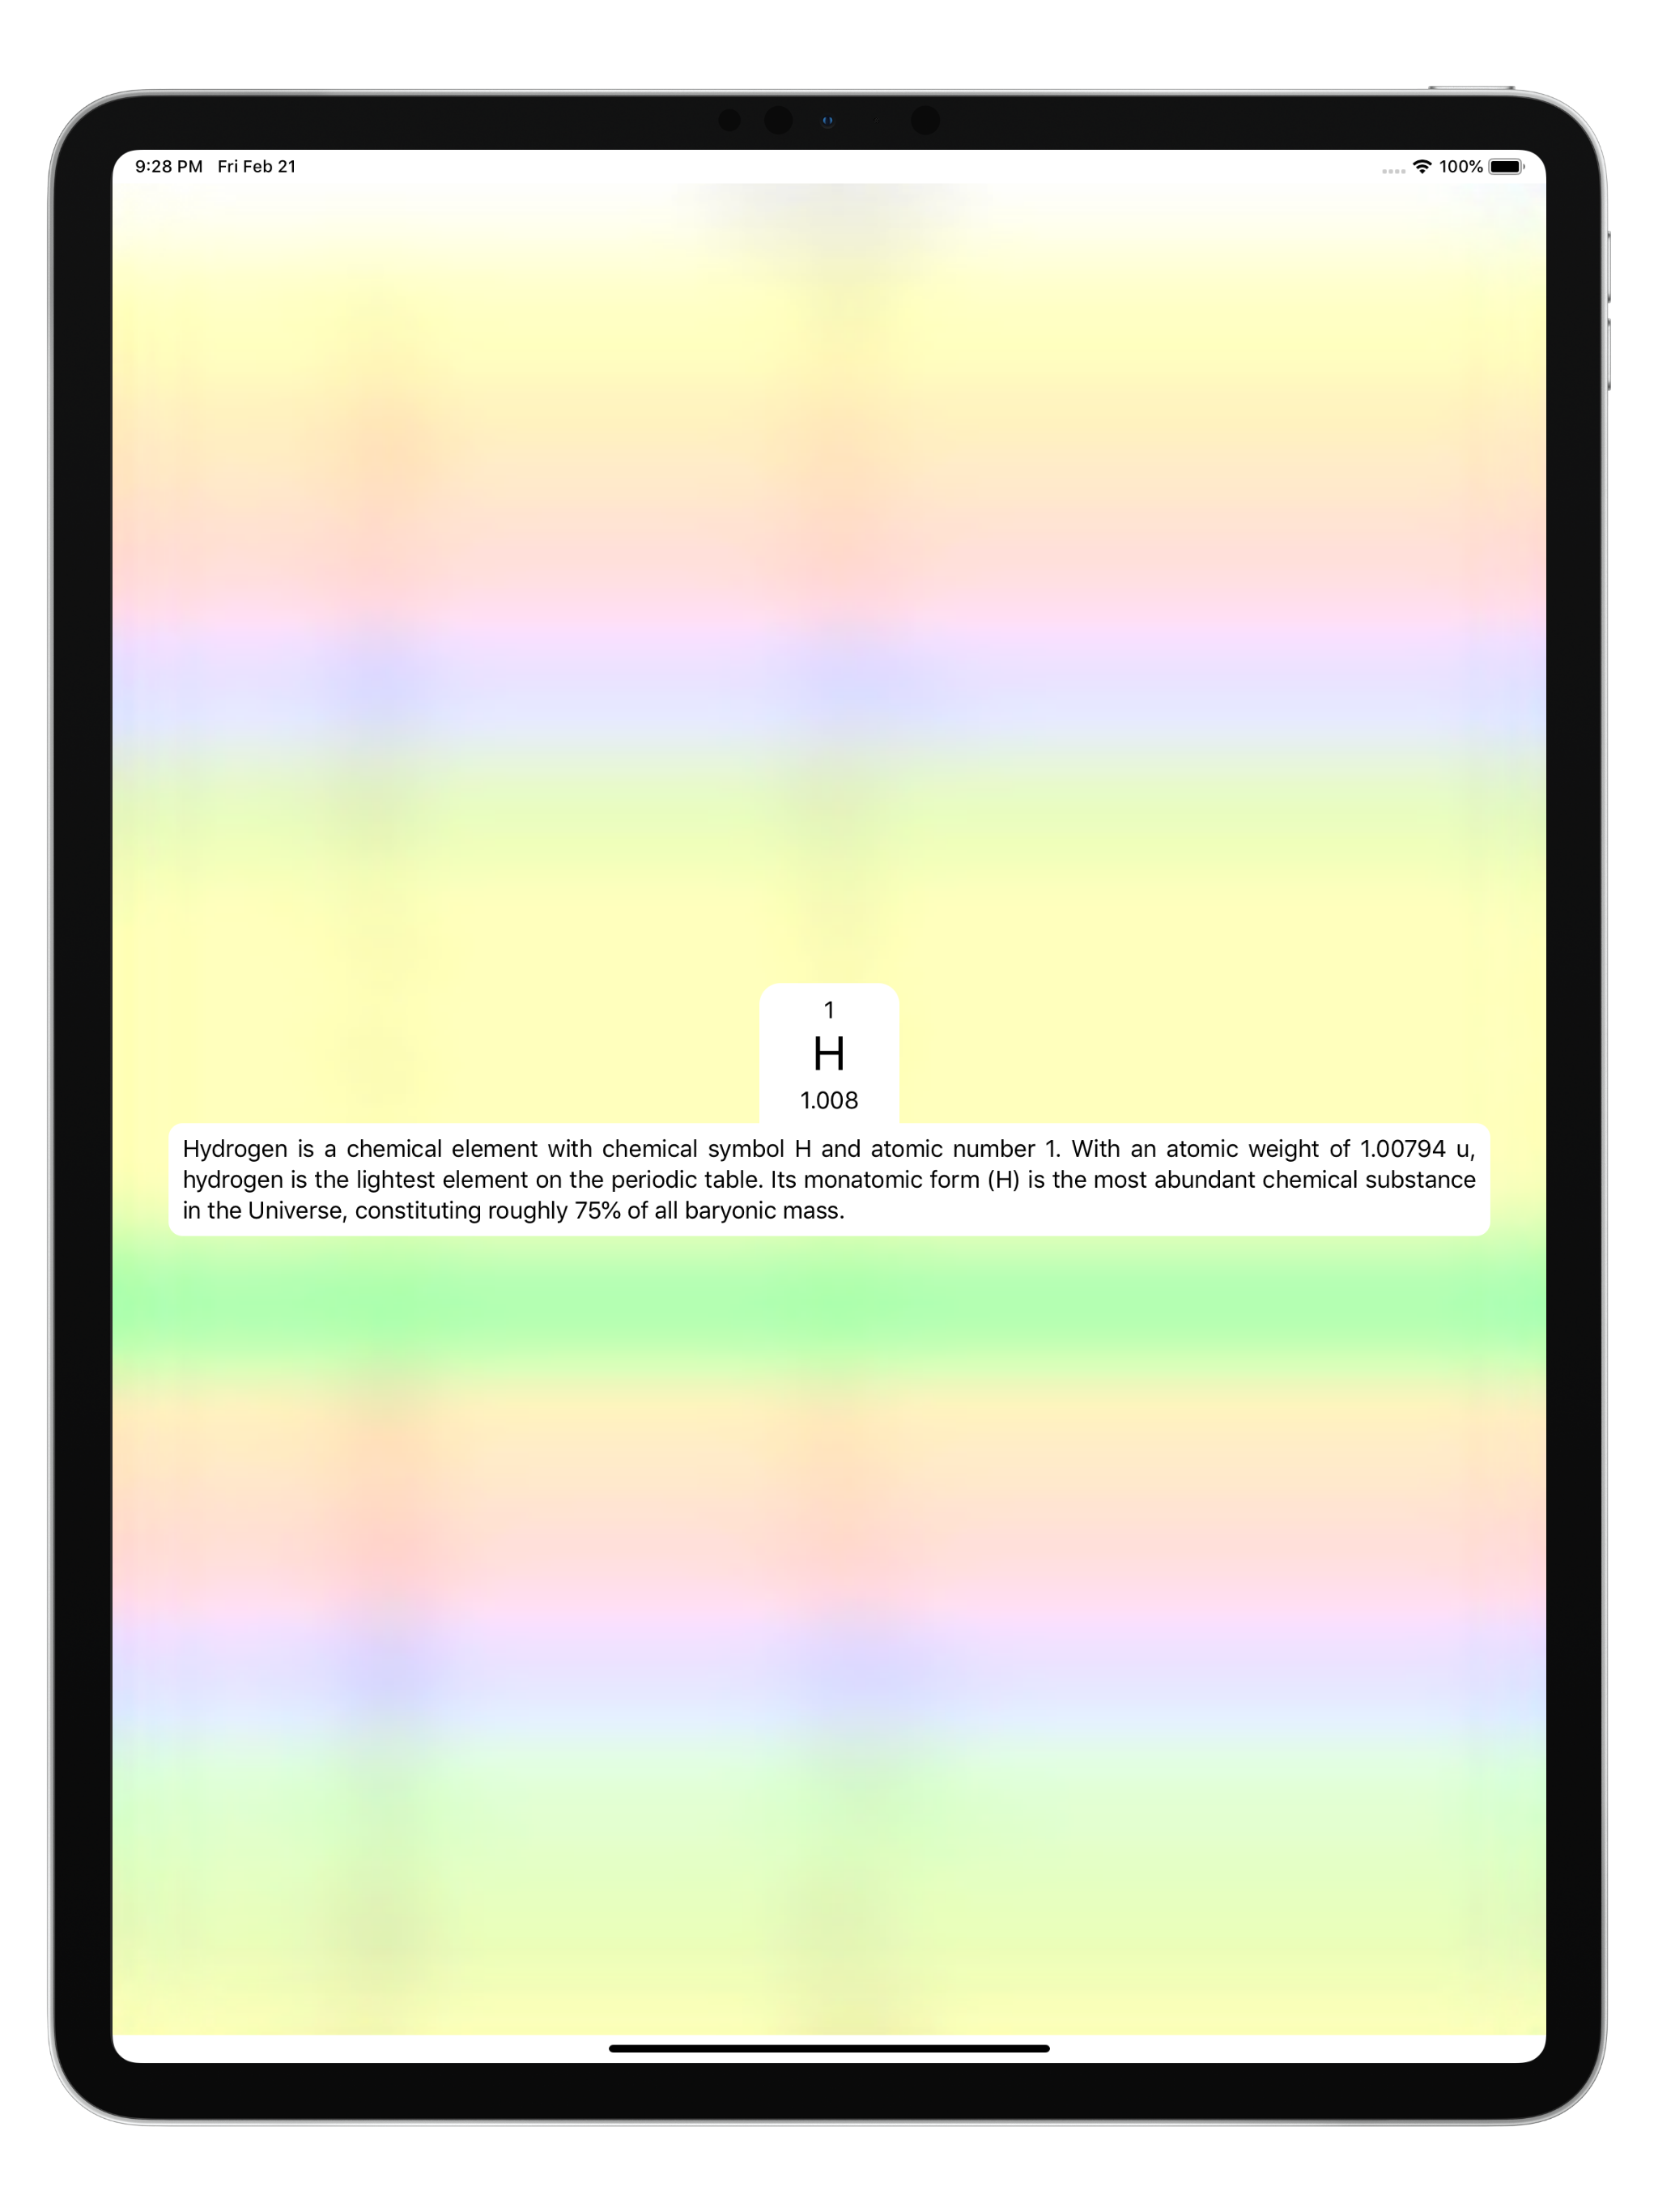 9:28 PM Fri Feb 21
100%
1
H
1.008
Hydrogen is a chemical element with chemical symbol H and atomic number 1. With an atomic weight of 1.00794 u,
hydrogen is the lightest element on the periodic table. Its monatomic form (H) is the most abundant chemical substance
in the Universe, constituting roughly 75% of all baryonic mass.